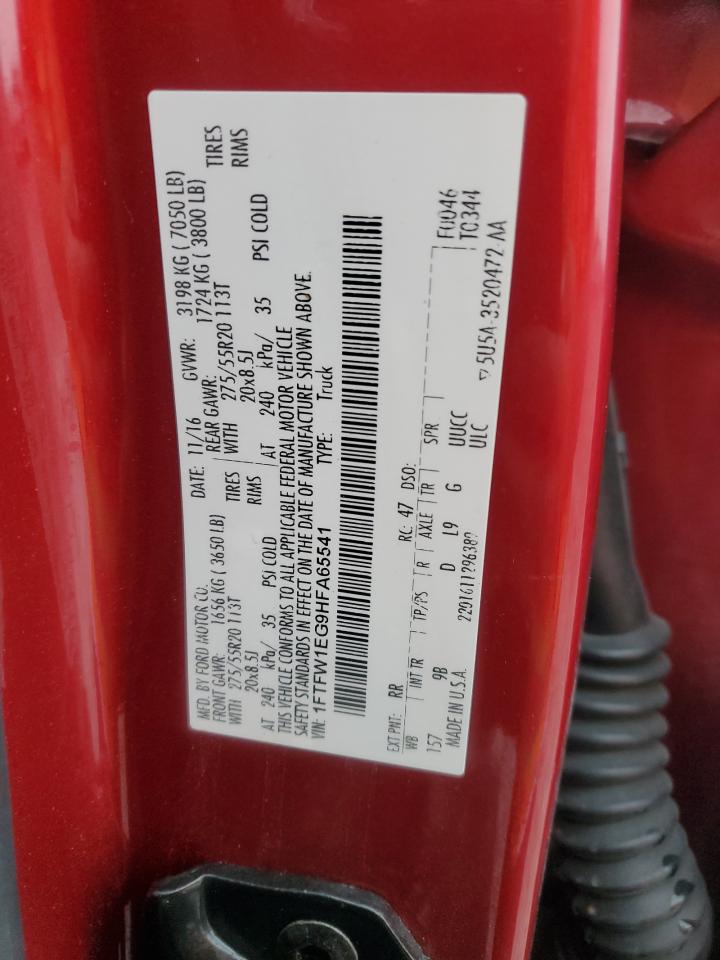 MFD. BY FORD MOTOR CO. DATE: 11/16 GVWR: 3198 KG ( 7050 LB)
FRONT GAWR: 1656 KG ( 3650 LB) REAR GAWR: 1724 KG ( 3800 LB)
WITH 275/55R20 113T TIRES WITH 275/55R20 113T TIRES
20x8.5J RIMS 20x8.5J RIMS
AT 240 kPa/ 35 PSI COLD AT 240 kPa/ 35 PSI COLD
THIS VEHICLE CONFORMS TO ALL APPLICABLE FEDERAL MOTOR VEHICLE
SAFETY STANDARDS IN EFFECT ON THE DATE OF MANUFACTURE SHOWN ABOVE.
VIN: 1FTFW1EG9HFA65541 TYPE: Truck
EXT PNT: RR RC: 47 DSO: F0046
WB INT TR TP/PS R AXLE TR SPR TC344
157 9B D L9 G UUCC
MADE IN U.S.A. ULC
5U5A-3520472-AA